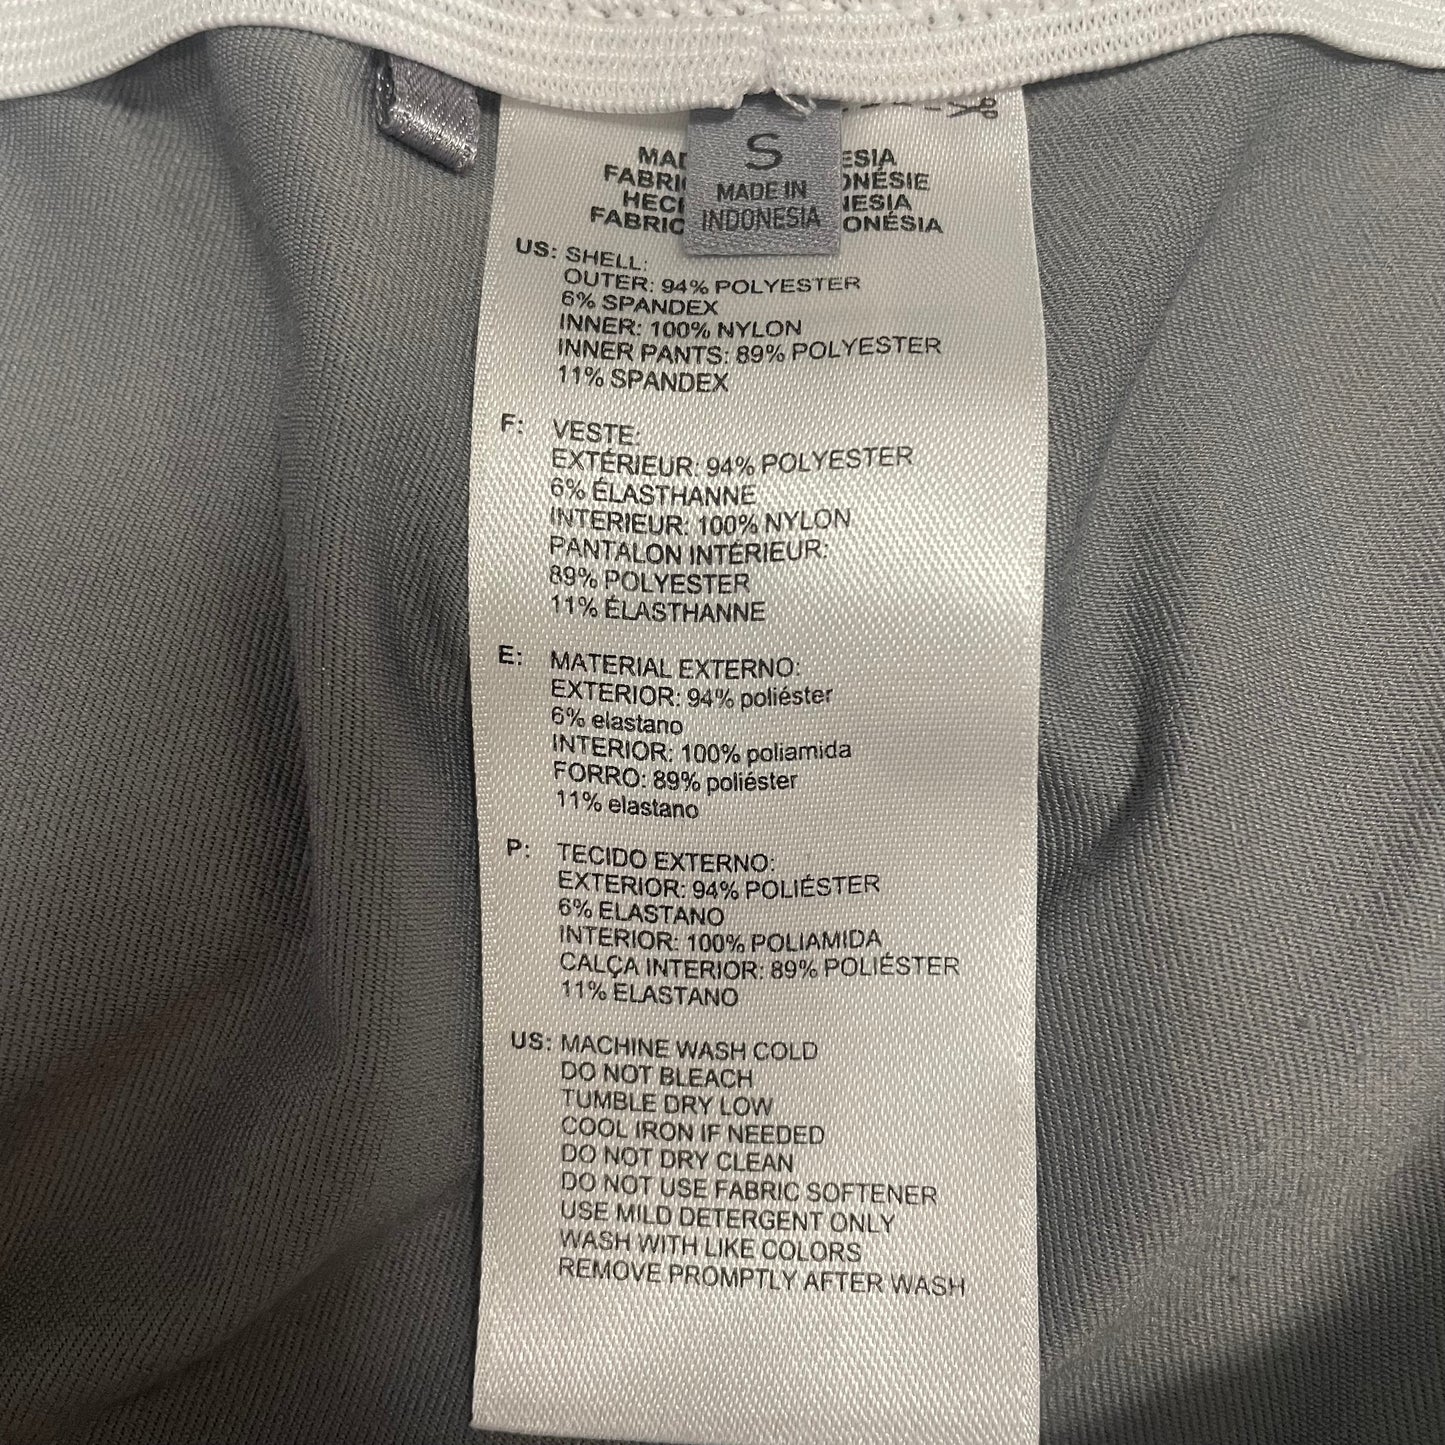 S
MADE IN
INDONESIA
US: SHELL:
OUTER: 94% POLYESTER
6% SPANDEX
INNER: 100% NYLON
INNER PANTS: 89% POLYESTER
11% SPANDEX
F: VESTE:
EXTÉRIEUR: 94% POLYESTER
6% ÉLASTHANNE
INTERIEUR: 100% NYLON
PANTALON INTÉRIEUR:
89% POLYESTER
11% ÉLASTHANNE
E: MATERIAL EXTERNO:
EXTERIOR: 94% poliéster
6% elastano
INTERIOR: 100% poliamida
FORRO: 89% poliéster
11% elastano
P: TECIDO EXTERNO:
EXTERIOR: 94% POLIÉSTER
6% ELASTANO
INTERIOR: 100% POLIAMIDA
CALÇA INTERIOR: 89% POLIÉSTER
11% ELASTANO
US: MACHINE WASH COLD
DO NOT BLEACH
TUMBLE DRY LOW
COOL IRON IF NEEDED
DO NOT DRY CLEAN
DO NOT USE FABRIC SOFTENER
USE MILD DETERGENT ONLY
WASH WITH LIKE COLORS
REMOVE PROMPTLY AFTER WASH